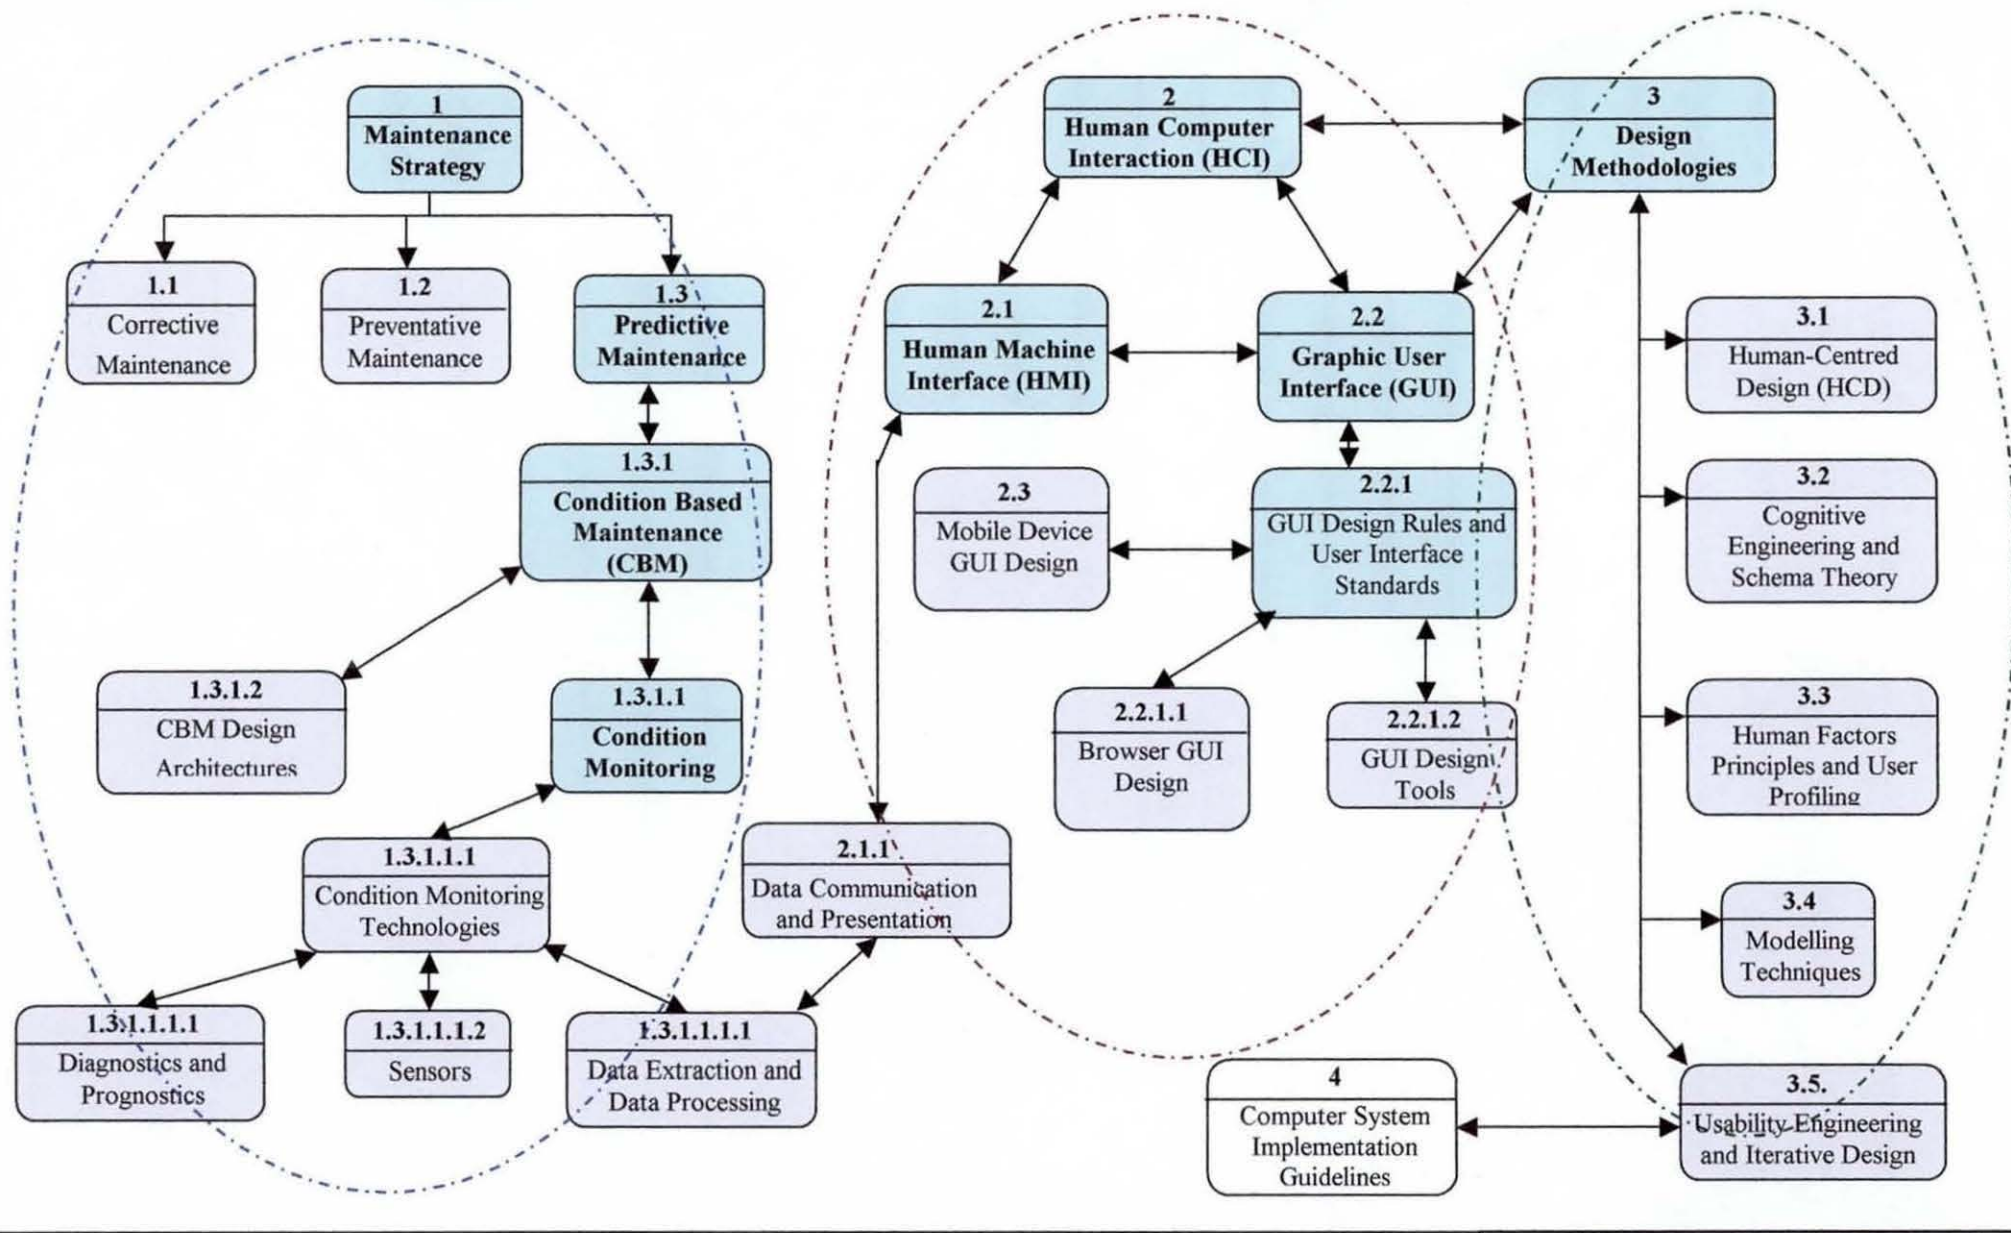 1
Maintenance
Strategy
1.1
Corrective
Maintenance
1.2
Preventative
Maintenance
1.3
Predictive
Maintenance
1.3.1
Condition Based
Maintenance
(CBM)
1.3.1.2
CBM Design
Architectures
1.3.1.1
Condition
Monitoring
1.3.1.1.1
Condition Monitoring
Technologies
1.3.1.1.1.1
Diagnostics and
Prognostics
1.3.1.1.1.2
Sensors
1.3.1.1.1.1
Data Extraction and
Data Processing
2
Human Computer
Interaction (HCI)
2.1
Human Machine
Interface (HMI)
2.2
Graphic User
Interface (GUI)
2.3
Mobile Device
GUI Design
2.2.1
GUI Design Rules and
User Interface
Standards
2.2.1.1
Browser GUI
Design
2.2.1.2
GUI Design
Tools
2.1.1
Data Communication
and Presentation
3
Design
Methodologies
3.1
Human-Centred
Design (HCD)
3.2
Cognitive
Engineering and
Schema Theory
3.3
Human Factors
Principles and User
Profiling
3.4
Modelling
Techniques
3.5.
Usability Engineering
and Iterative Design
4
Computer System
Implementation
Guidelines